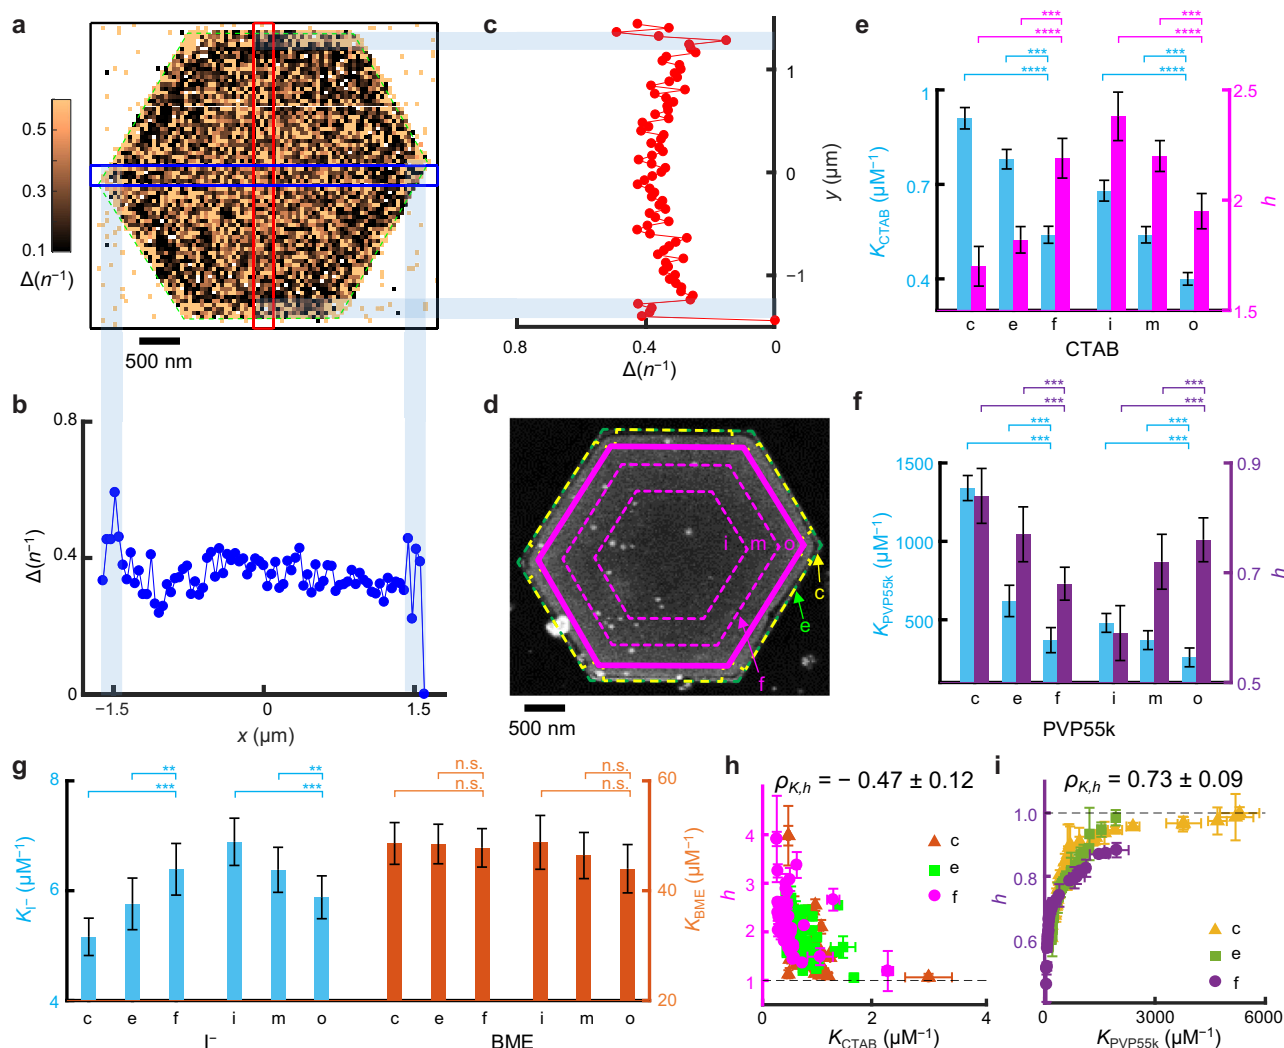 a
0.5
0.3
0.1
Δ(n⁻¹)
500 nm
c
1
0
−1
y (µm)
0.8
0.4
0
Δ(n⁻¹)
b
0.8
0.4
0
Δ(n⁻¹)
−1.5
0
1.5
x (µm)
d
i
m
o
c
e
f
500 nm
e
***
****
***
****
***
****
***
****
1
0.7
0.4
K_CTAB (µM⁻¹)
2.5
2
1.5
h
c e f i m o
CTAB
f
***
***
***
***
***
***
***
***
1500
1000
500
K_PVP55k (µM⁻¹)
0.9
0.7
0.5
h
c e f i m o
PVP55k
g
**
***
**
***
n.s.
n.s.
n.s.
n.s.
8
6
4
K_I⁻ (µM⁻¹)
60
40
20
K_BME (µM⁻¹)
c e f i m o c e f i m o
I⁻ BME
h
ρ_K,h = − 0.47 ± 0.12
4
3
2
1
h
c
e
f
0 2 4
K_CTAB (µM⁻¹)
i
ρ_K,h = 0.73 ± 0.09
1.0
0.8
0.6
h
c
e
f
0 3000 6000
K_PVP55k (µM⁻¹)